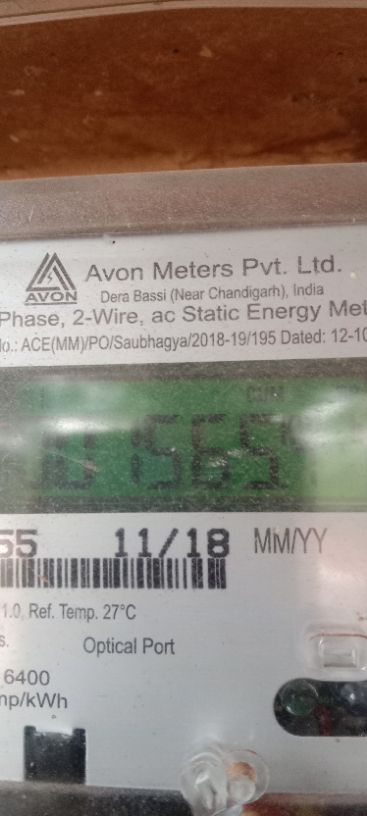 AVON
Avon Meters Pvt. Ltd.
Dera Bassi (Near Chandigarh), India
Phase, 2-Wire, ac Static Energy Met
No.: ACE(MM)/PO/Saubhagya/2018-19/195 Dated: 12-10
CUM
01565
55 11/18 MM/YY
1.0, Ref. Temp. 27°C
s. Optical Port
6400
mp/kWh